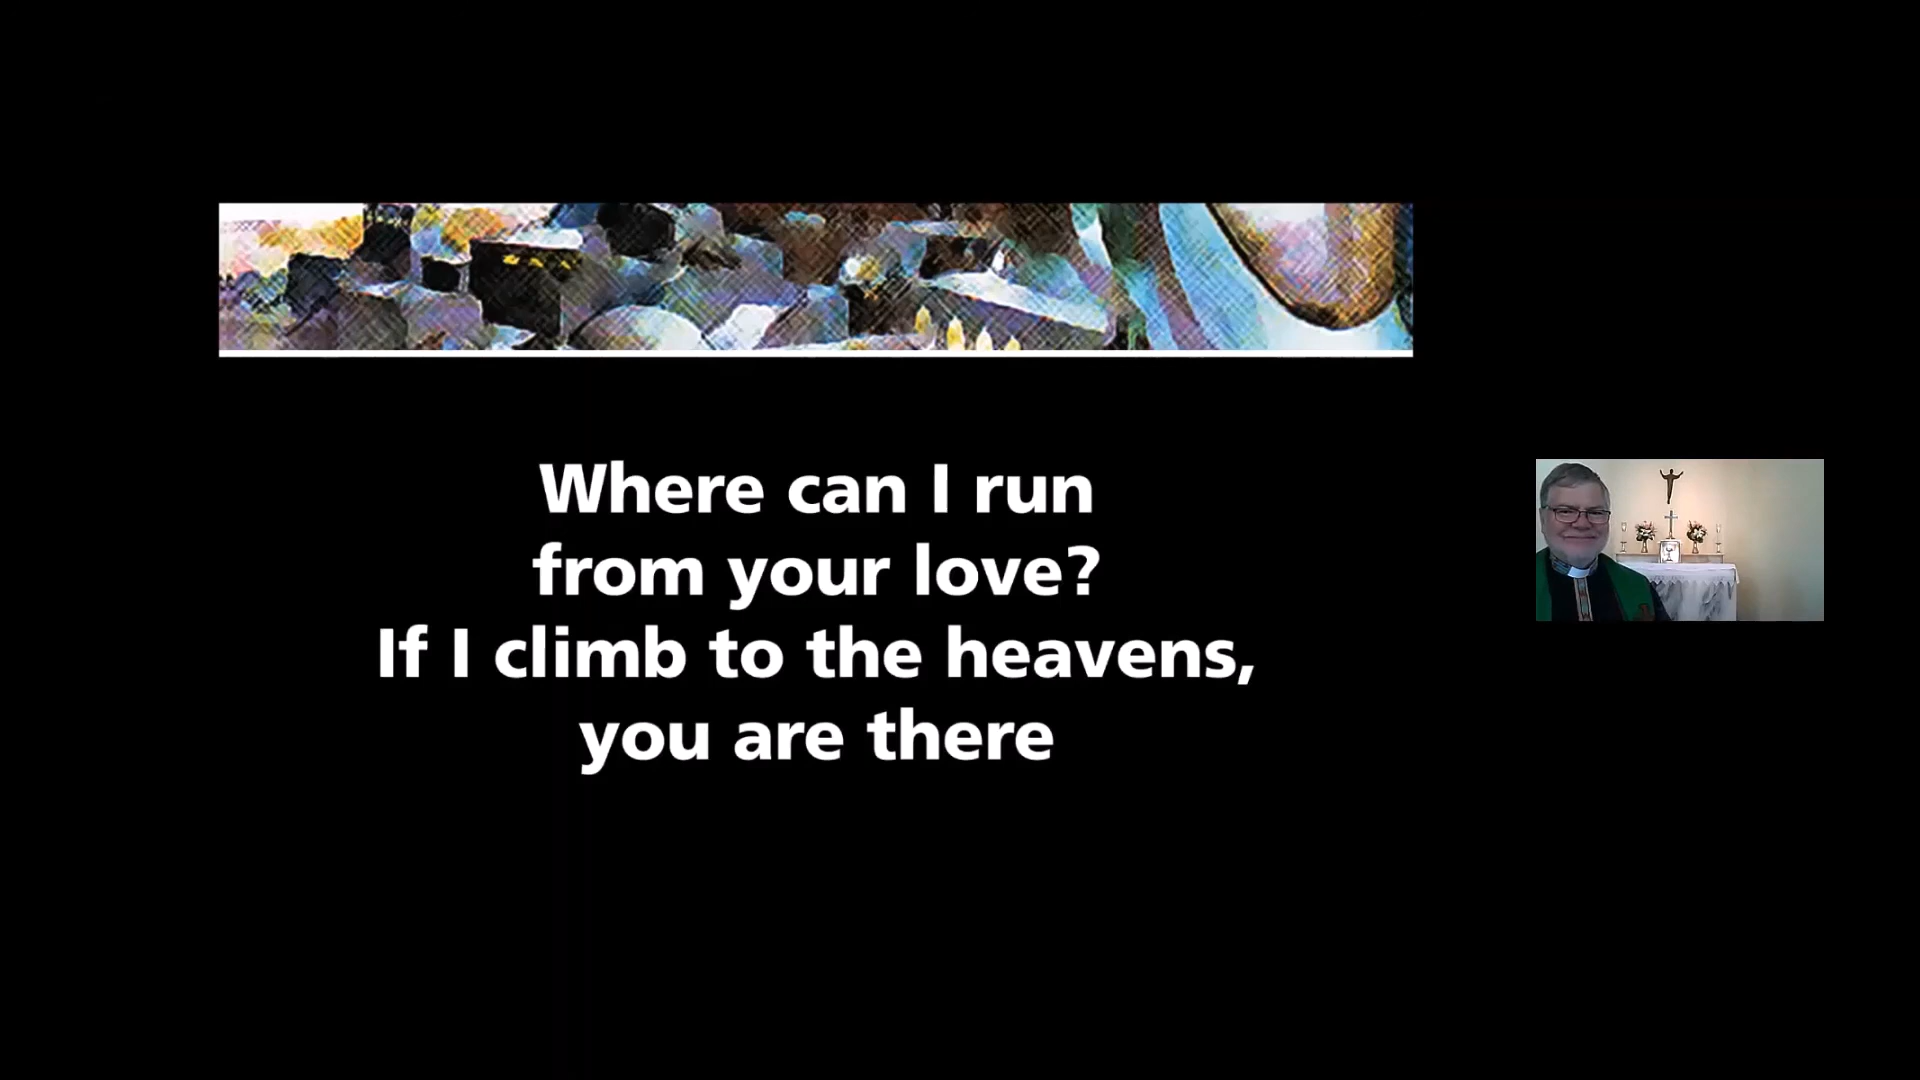 Where can I run
from your love?
If I climb to the heavens,
you are there